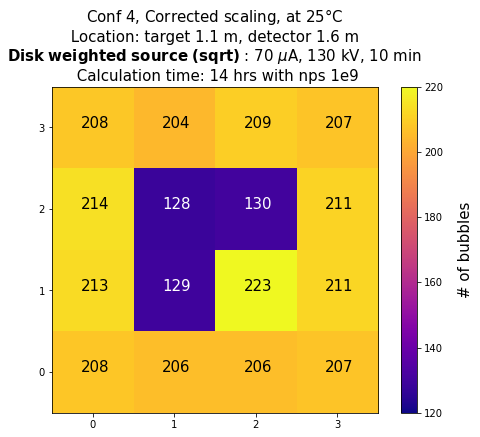 Conf 4, Corrected scaling, at 25°C
Location: target 1.1 m, detector 1.6 m
Disk weighted source (sqrt) : 70 μA, 130 kV, 10 min
Calculation time: 14 hrs with nps 1e9
3
208 204 209 207
2
214 128 130 211
1
213 129 223 211
0
208 206 206 207
0 1 2 3
220
200
180
160
140
120
# of bubbles